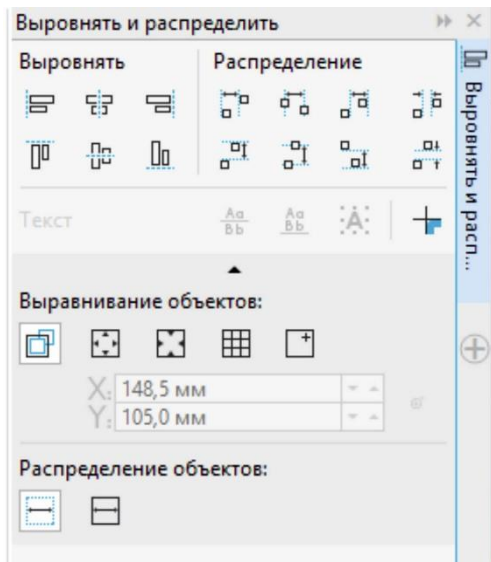 Выровнять и распределить
Выровнять
Распределение
Текст
Aa
Bb
Aa
Bb
A
Выравнивание объектов:
X: 148,5 мм
Y: 105,0 мм
Распределение объектов:
Выровнять и расп...